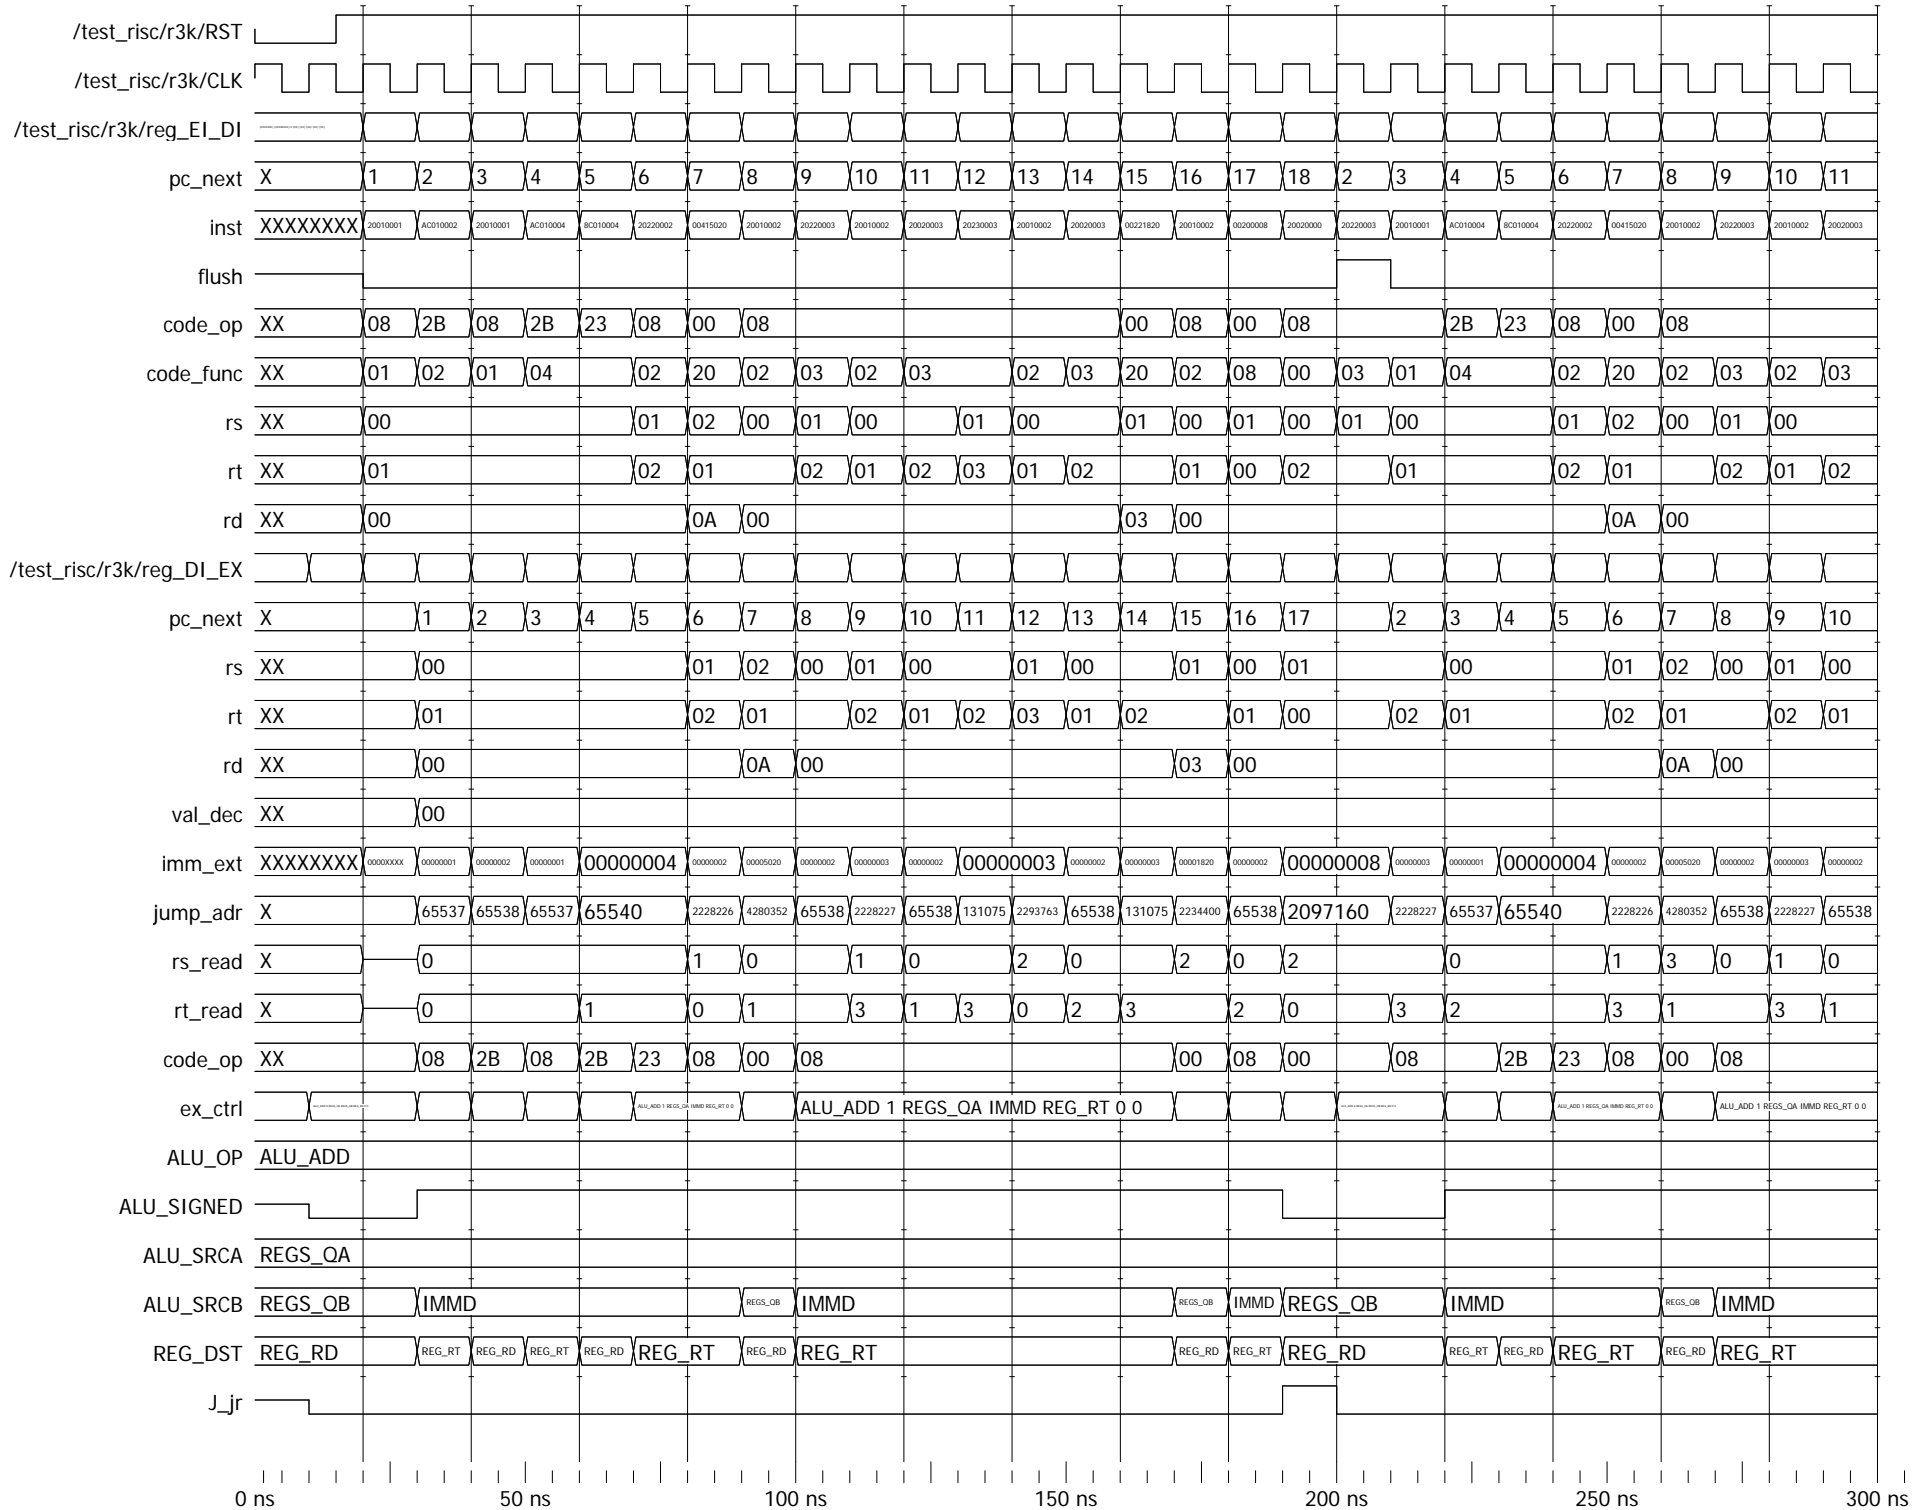 /test_risc/r3k/RST
/test_risc/r3k/CLK
/test_risc/r3k/reg_EI_DI
pc_next X 1 2 3 4 5 6 7 8 9 10 11 12 13 14 15 16 17 18 2 3 4 5 6 7 8 9 10 11
inst XXXXXXXX 20010001 AC010002 20010001 AC010004 8C010004 20220002 00415020 20010002 20220003 20010002 20020003 20230003 20010002 20020003 00221820 20010002 00200008 20020000 20220003 20010001 AC010004 8C010004 20220002 00415020 20010002 20220003 20010002 20020003
flush
code_op XX 08 2B 08 2B 23 08 00 08 00 08 00 08 2B 23 08 00 08
code_func XX 01 02 01 04 02 20 02 03 02 03 02 03 20 02 08 00 03 01 04 02 20 02 03 02 03
rs XX 00 01 02 00 01 00 01 00 01 00 01 00 01 00 01 02 00 01 00
rt XX 01 02 01 02 01 02 03 01 02 01 00 02 01 02 01 02 01 02
rd XX 00 0A 00 03 00 0A 00
/test_risc/r3k/reg_DI_EX
pc_next X 1 2 3 4 5 6 7 8 9 10 11 12 13 14 15 16 17 2 3 4 5 6 7 8 9 10
rs XX 00 01 02 00 01 00 01 00 01 00 01 00 01 02 00 01 00
rt XX 01 02 01 02 01 02 03 01 02 01 00 02 01 02 01 02 01
rd XX 00 0A 00 03 00 0A 00
val_dec XX 00
imm_ext XXXXXXXX 0000XXXX 00000001 00000002 00000001 00000004 00000002 00005020 00000002 00000003 00000002 00000003 00000002 00000003 00001820 00000002 00000008 00000003 00000001 00000004 00000002 00005020 00000002 00000003 00000002
jump_adr X 65537 65538 65537 65540 2228226 4280352 65538 2228227 65538 131075 2293763 65538 131075 2234400 65538 2097160 2228227 65537 65540 2228226 4280352 65538 2228227 65538
rs_read X 0 1 0 1 0 2 0 2 0 2 0 1 3 0 1 0
rt_read X 0 1 0 1 3 1 3 0 2 3 2 0 3 2 3 1 3 1
code_op XX 08 2B 08 2B 23 08 00 08 00 08 00 08 2B 23 08 00 08
ex_ctrl ALU_ADD 1 REGS_QA IMMD REG_RT 0 0 ALU_ADD 1 REGS_QA IMMD REG_RT 0 0 ALU_ADD 1 REGS_QA IMMD REG_RT 0 0 ALU_ADD 1 REGS_QA IMMD REG_RT 0 0
ALU_OP ALU_ADD
ALU_SIGNED
ALU_SRCA REGS_QA
ALU_SRCB REGS_QB IMMD REGS_QB IMMD REGS_QB IMMD REGS_QB IMMD REGS_QB IMMD
REG_DST REG_RD REG_RT REG_RD REG_RT REG_RD REG_RT REG_RD REG_RT REG_RD REG_RT REG_RD REG_RT REG_RD REG_RT REG_RD REG_RT
J_jr
0 ns 50 ns 100 ns 150 ns 200 ns 250 ns 300 ns